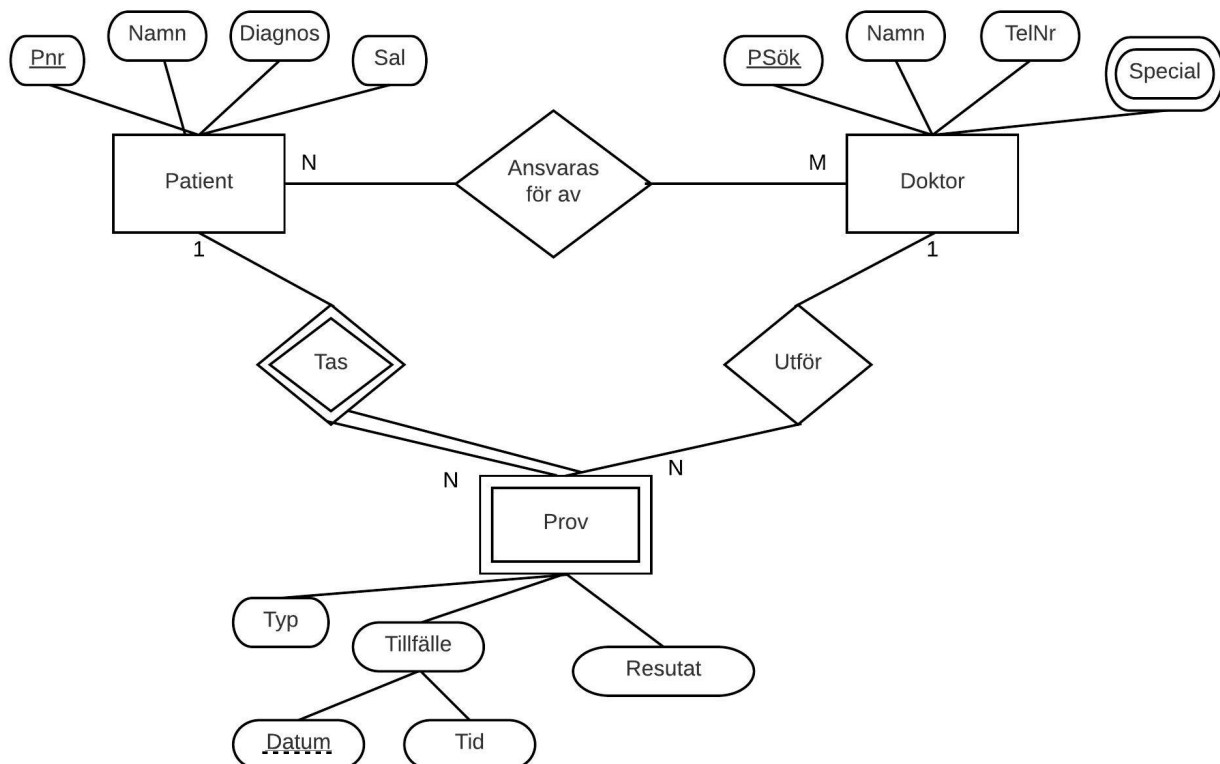 Pnr
Namn
Diagnos
Sal
PSök
Namn
TelNr
Special
Patient
N
Ansvaras
för av
M
Doktor
1
1
Tas
Utför
N
N
Prov
Typ
Tillfälle
Resutat
Datum
Tid